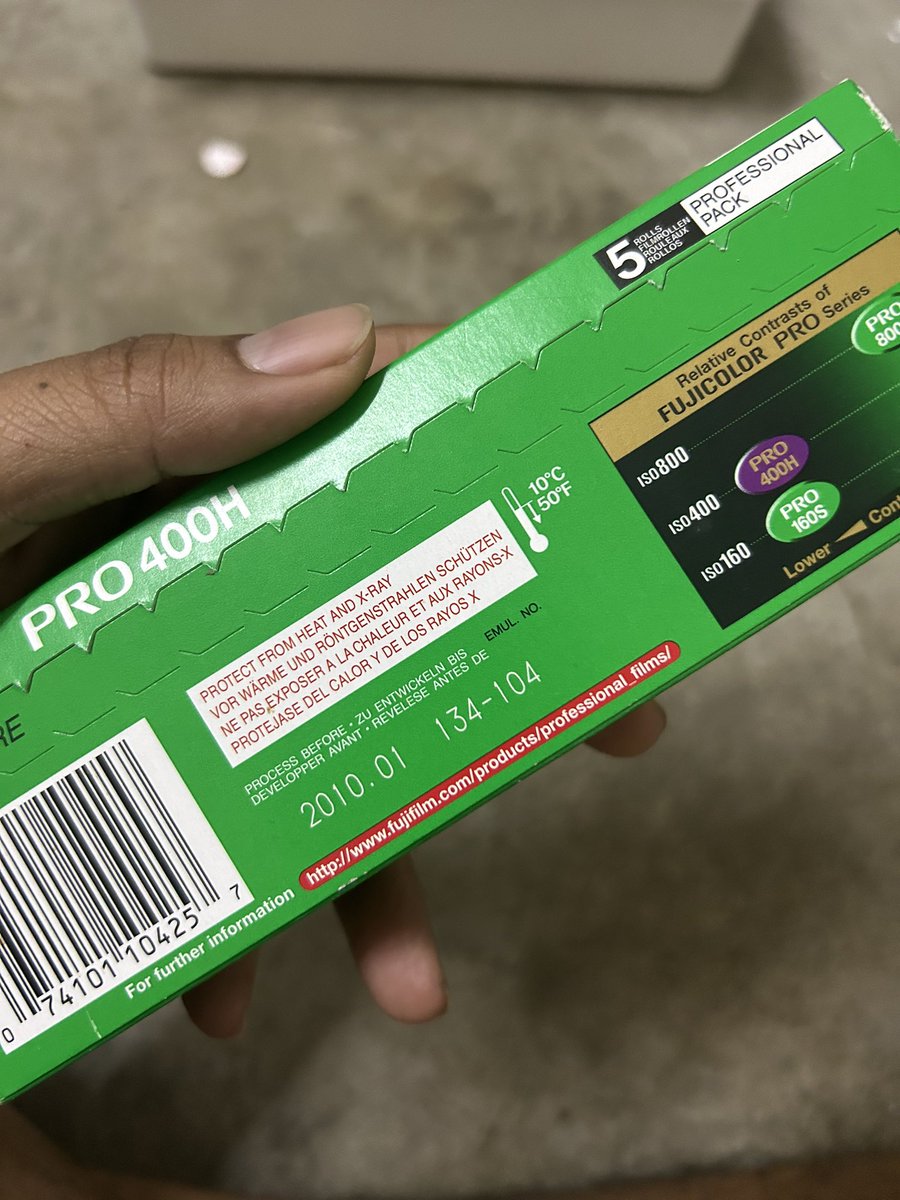 5 ROLLS
FILMROLLEN
ROULEAUX
ROLLOS
PROFESSIONAL
PACK
Relative Contrasts of
FUJICOLOR PRO Series
PRO
800
ISO800
PRO
400H
ISO400
PRO
160S
ISO160
Lower
PRO 400H
10°C
50°F
PROTECT FROM HEAT AND X-RAY
VOR WÄRME UND RÖNTGENSTRAHLEN SCHÜTZEN
NE PAS EXPOSER A LA CHALEUR ET AUX RAYONS-X
PROTEJASE DEL CALOR Y DE LOS RAYOS X
PROCESS BEFORE · ZU ENTWICKELN BIS
DEVELOPPER AVANT · REVELESE ANTES DE
EMUL. NO.
2010.01 134-104
For further information http://www.fujifilm.com/products/professional_films/
0 74101 10425 7